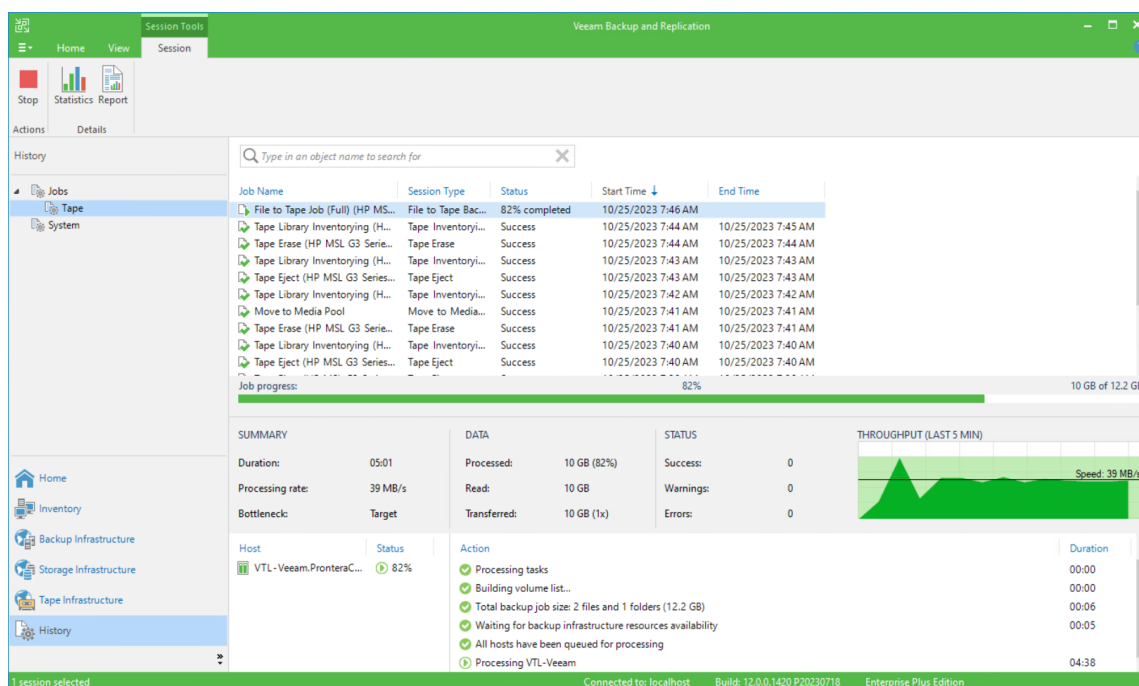 Session Tools Veeam Backup and Replication
Home View Session
Stop Statistics Report
Actions Details
History
Type in an object name to search for
Jobs
Tape
System
Job Name Session Type Status Start Time End Time
File to Tape Job (Full) (HP MS... File to Tape Bac... 82% completed 10/25/2023 7:46 AM
Tape Library Inventorying (H... Tape Inventoryi... Success 10/25/2023 7:44 AM 10/25/2023 7:45 AM
Tape Erase (HP MSL G3 Serie... Tape Erase Success 10/25/2023 7:44 AM 10/25/2023 7:44 AM
Tape Library Inventorying (H... Tape Inventoryi... Success 10/25/2023 7:43 AM 10/25/2023 7:43 AM
Tape Eject (HP MSL G3 Series... Tape Eject Success 10/25/2023 7:43 AM 10/25/2023 7:43 AM
Tape Library Inventorying (H... Tape Inventoryi... Success 10/25/2023 7:42 AM 10/25/2023 7:42 AM
Move to Media Pool Move to Media... Success 10/25/2023 7:41 AM 10/25/2023 7:41 AM
Tape Erase (HP MSL G3 Serie... Tape Erase Success 10/25/2023 7:41 AM 10/25/2023 7:41 AM
Tape Library Inventorying (H... Tape Inventoryi... Success 10/25/2023 7:40 AM 10/25/2023 7:40 AM
Tape Eject (HP MSL G3 Series... Tape Eject Success 10/25/2023 7:40 AM 10/25/2023 7:40 AM
Job progress: 82% 10 GB of 12.2 GB
SUMMARY DATA STATUS THROUGHPUT (LAST 5 MIN)
Duration: 05:01 Processed: 10 GB (82%) Success: 0
Speed: 39 MB/s
Processing rate: 39 MB/s Read: 10 GB Warnings: 0
Bottleneck: Target Transferred: 10 GB (1x) Errors: 0
Home
Inventory
Backup Infrastructure
Storage Infrastructure
Tape Infrastructure
History
Host Status
VTL-Veeam.PronteraC... 82%
Action Duration
Processing tasks 00:00
Building volume list... 00:00
Total backup job size: 2 files and 1 folders (12.2 GB) 00:06
Waiting for backup infrastructure resources availability 00:05
All hosts have been queued for processing
Processing VTL-Veeam 04:38
1 session selected Connected to: localhost Build: 12.0.0.1420 P20230718 Enterprise Plus Edition